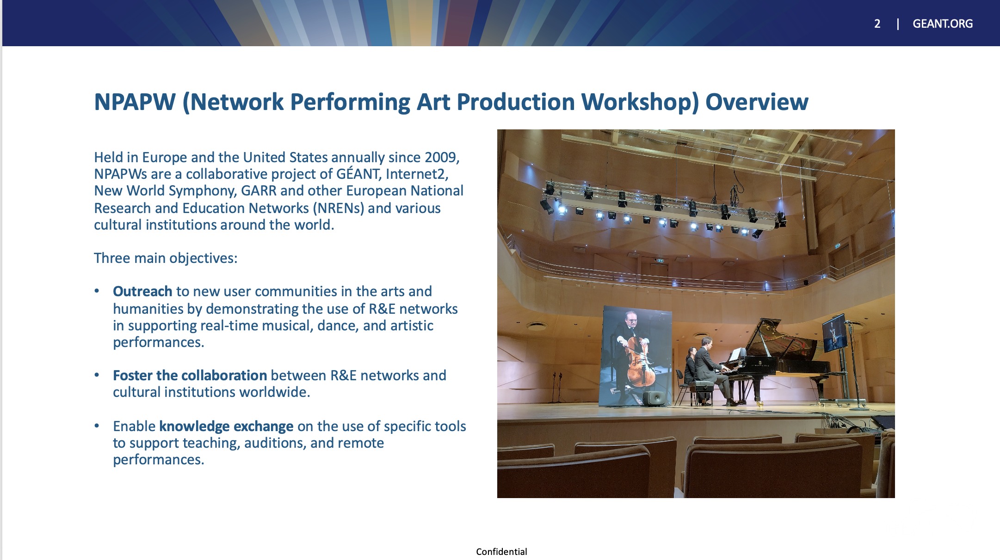 2 | GEANT.ORG
NPAPW (Network Performing Art Production Workshop) Overview
Held in Europe and the United States annually since 2009,
NPAPWs are a collaborative project of GÉANT, Internet2,
New World Symphony, GARR and other European National
Research and Education Networks (NRENs) and various
cultural institutions around the world.
Three main objectives:
• Outreach to new user communities in the arts and
humanities by demonstrating the use of R&E networks
in supporting real-time musical, dance, and artistic
performances.
• Foster the collaboration between R&E networks and
cultural institutions worldwide.
• Enable knowledge exchange on the use of specific tools
to support teaching, auditions, and remote
performances.
Confidential